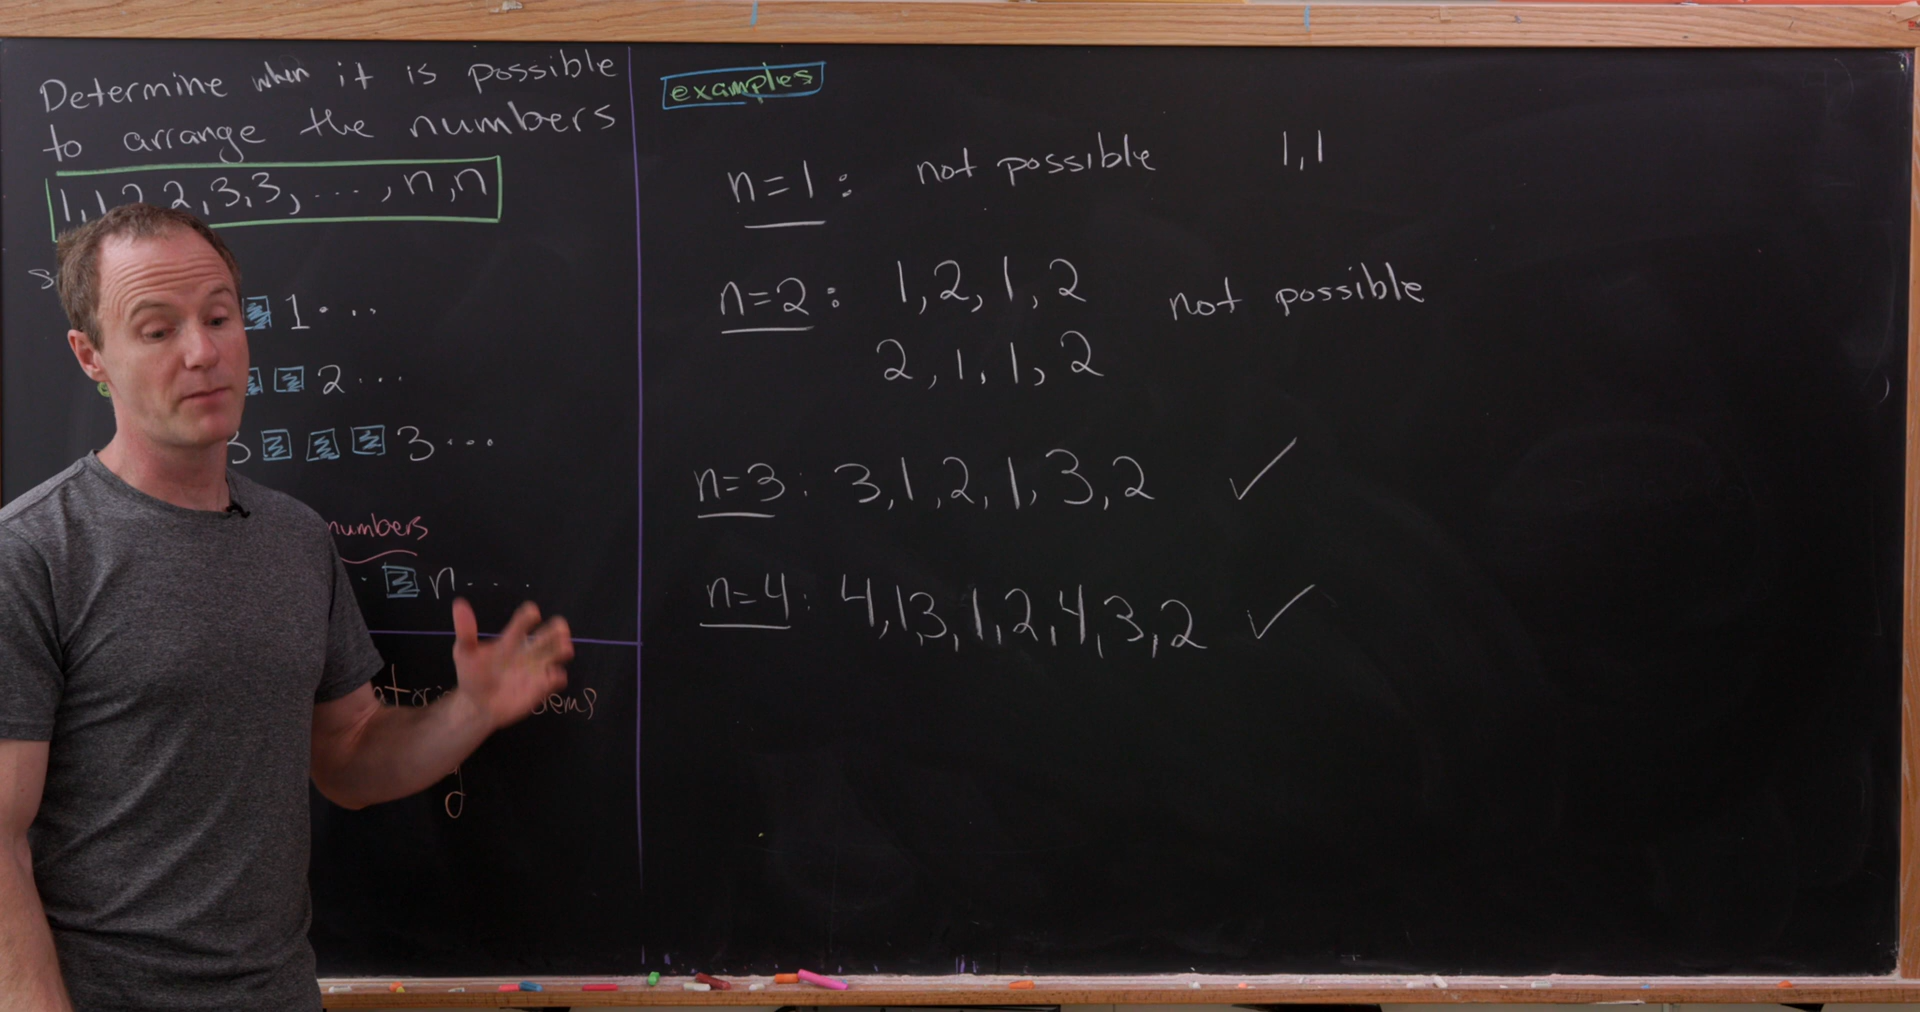 Determine when it is possible
to arrange the numbers
1,1,2,2,3,3,...,n,n
1...
2...
3 3...
numbers
n...
examples
n=1: not possible 1,1
n=2: 1,2,1,2 not possible
2,1,1,2
n=3: 3,1,2,1,3,2 ✓
n=4: 4,1,3,1,2,4,3,2 ✓